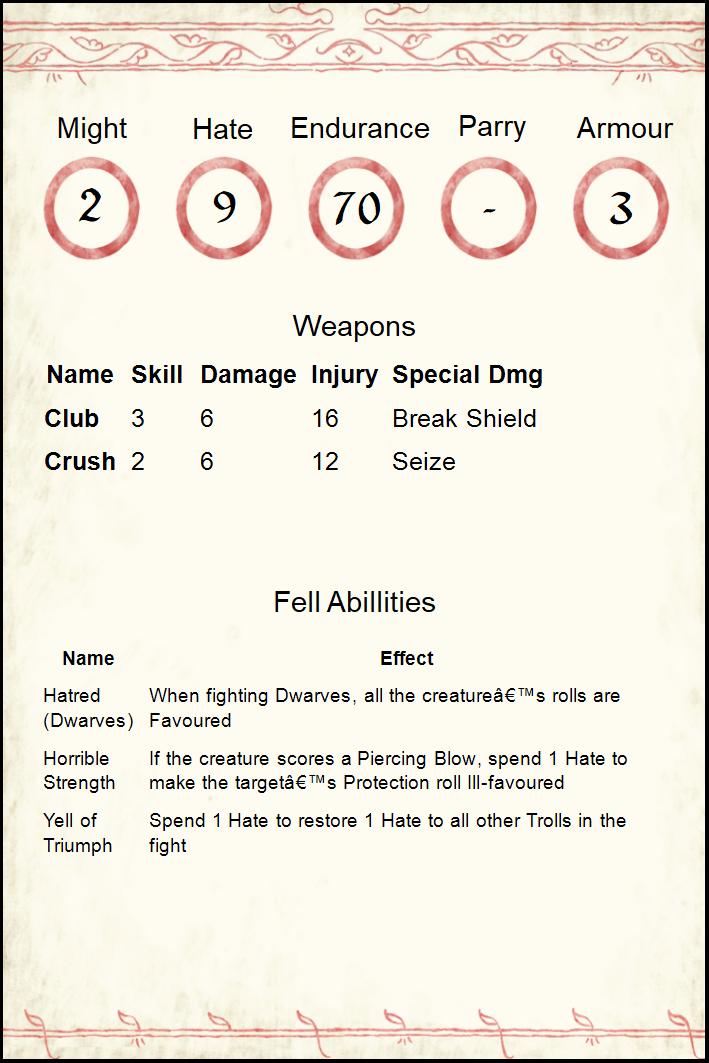 Might Hate Endurance Parry Armour
2 9 70 - 3
Weapons
Name Skill Damage Injury Special Dmg
Club 3 6 16 Break Shield
Crush 2 6 12 Seize
Fell Abillities
Name Effect
Hatred (Dwarves) When fighting Dwarves, all the creatureâ€™s rolls are
Favoured
Horrible Strength If the creature scores a Piercing Blow, spend 1 Hate to
make the targetâ€™s Protection roll Ill-favoured
Yell of Triumph Spend 1 Hate to restore 1 Hate to all other Trolls in the
fight